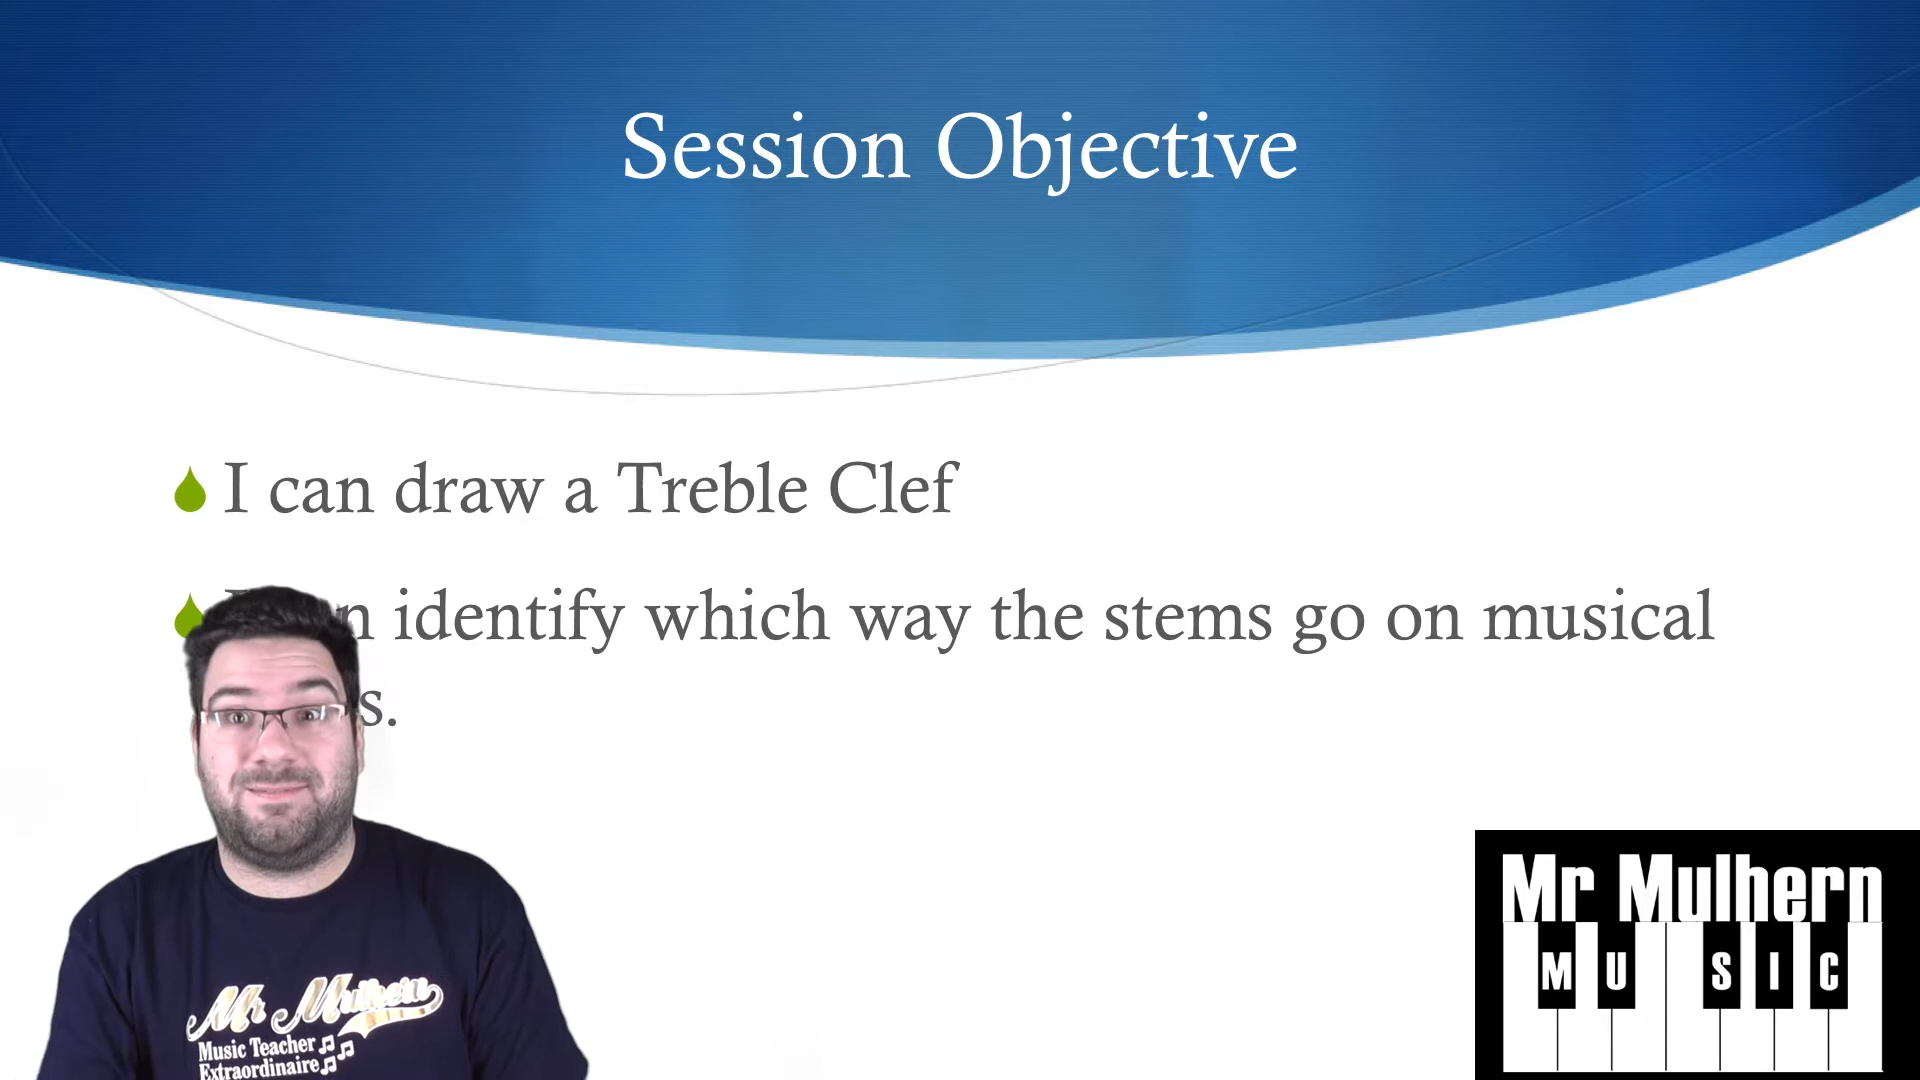 Session Objective
I can draw a Treble Clef
identify which way the stems go on musical
Mr Mulhern
MUSIC
Mr Mulhern
Music Teacher
Extraordinaire